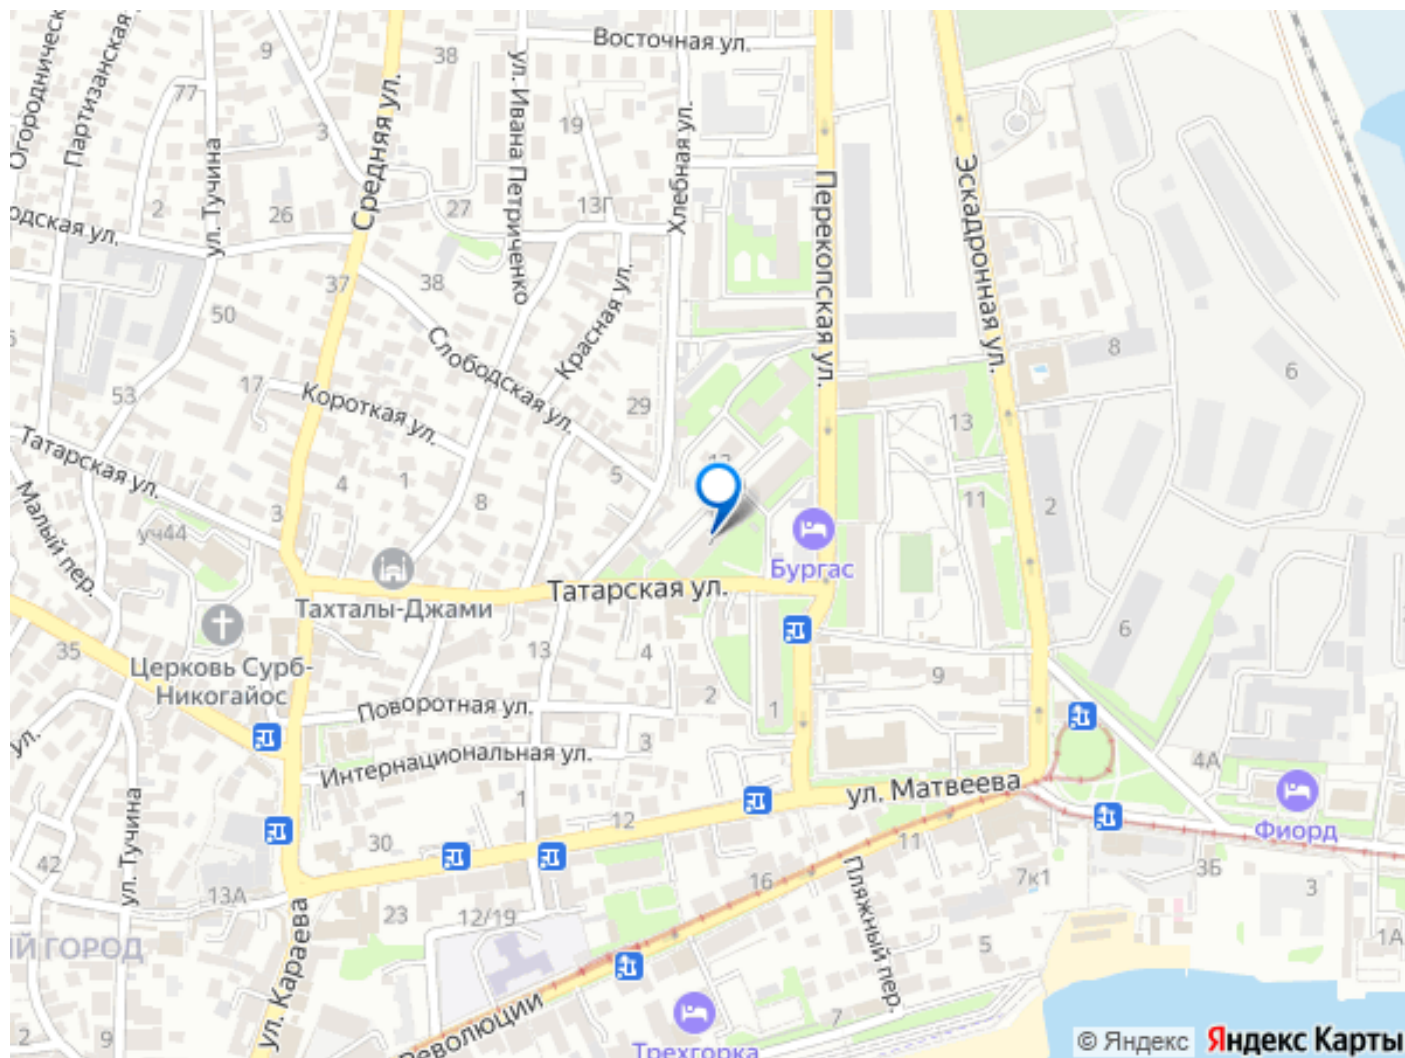 Восточная ул.
38
9
Огородническ
Партизанская
77
3
19
Средняя ул.
ул. Ивана Петриченко
Хлебная ул.
ул. Тучина
2
26
27
13Г
Перекопская ул.
Эскадронная ул.
одская ул.
37
38
50
Красная ул.
Слободская ул.
8
6
17
53
Короткая ул.
29
13
Татарская ул.
4
1
8
5
11
2
Малый пер.
3
уч44
Бургас
Тахталы-Джами
Татарская ул.
35
Церковь Сурб-
Никогайос
13
4
6
9
2
1
Поворотная ул.
ул.
3
Интернациональная ул.
4А
ул. Матвеева
1
12
Фиорд
ул. Тучина
30
11
42
13А
16
7к1
3Б
3
23
12/19
Пляжный пер.
1А
Й ГОРОД
5
ул. Караева
Революции
7
2
9
Трехгорка
© Яндекс Яндекс Карты